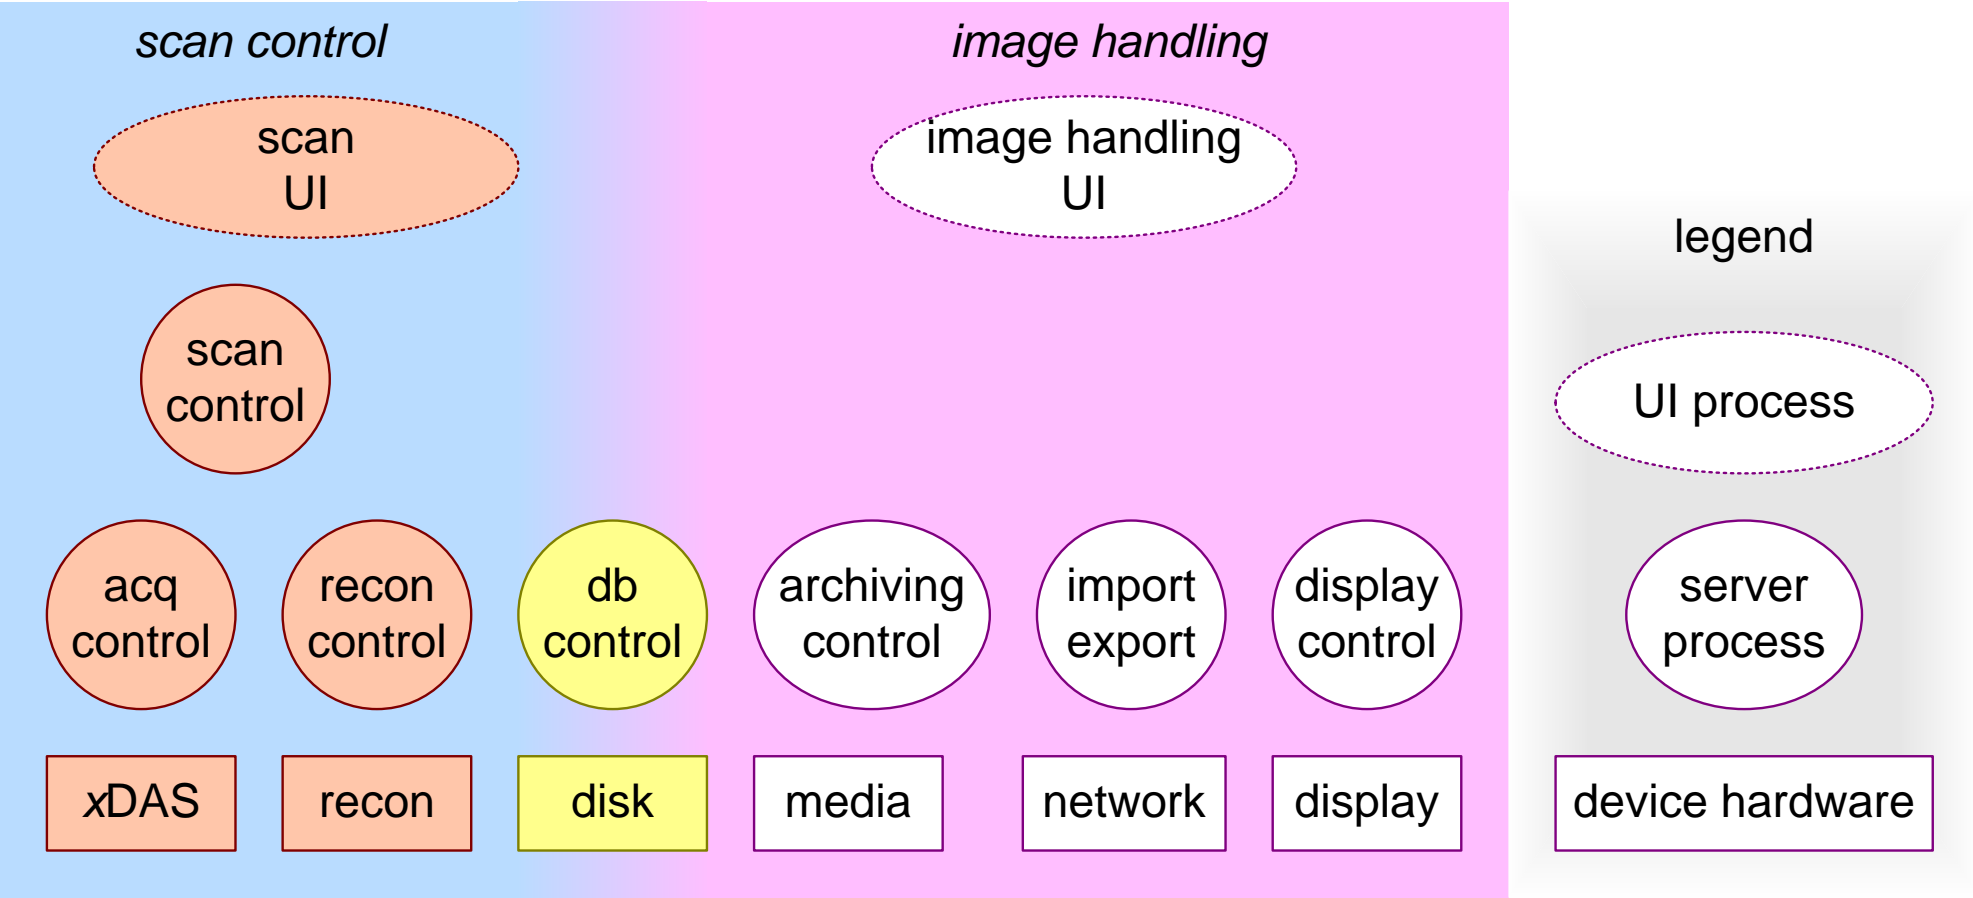 scan control
image handling
scan
UI
image handling
UI
legend
scan
control
UI process
acq
control
recon
control
db
control
archiving
control
import
export
display
control
server
process
xDAS
recon
disk
media
network
display
device hardware